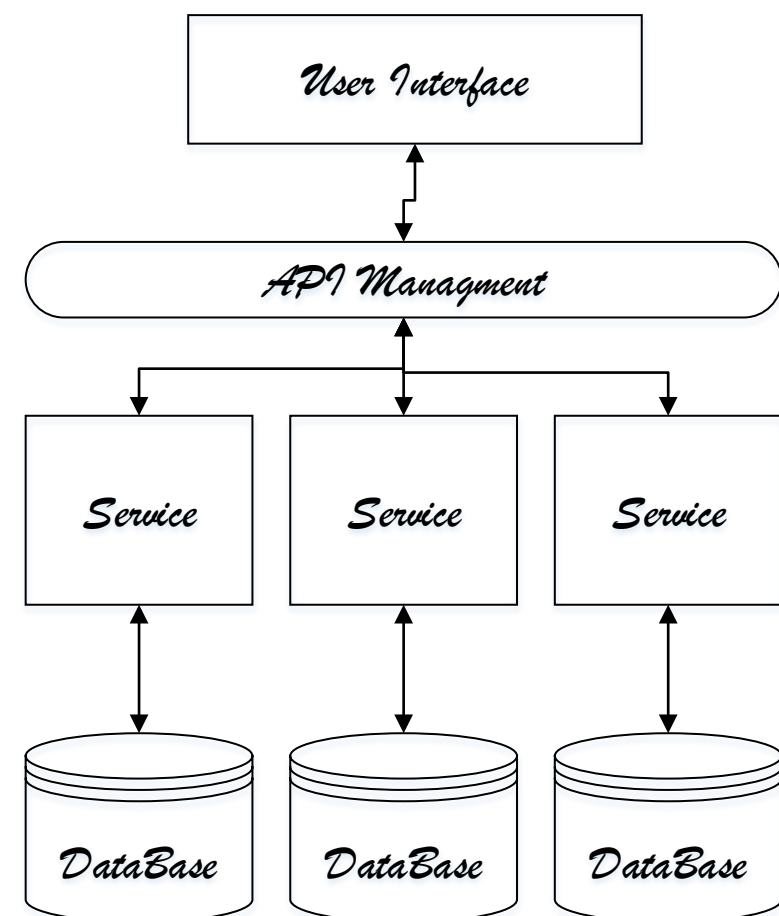 User Interface
API Managment
Service
Service
Service
DataBase
DataBase
DataBase